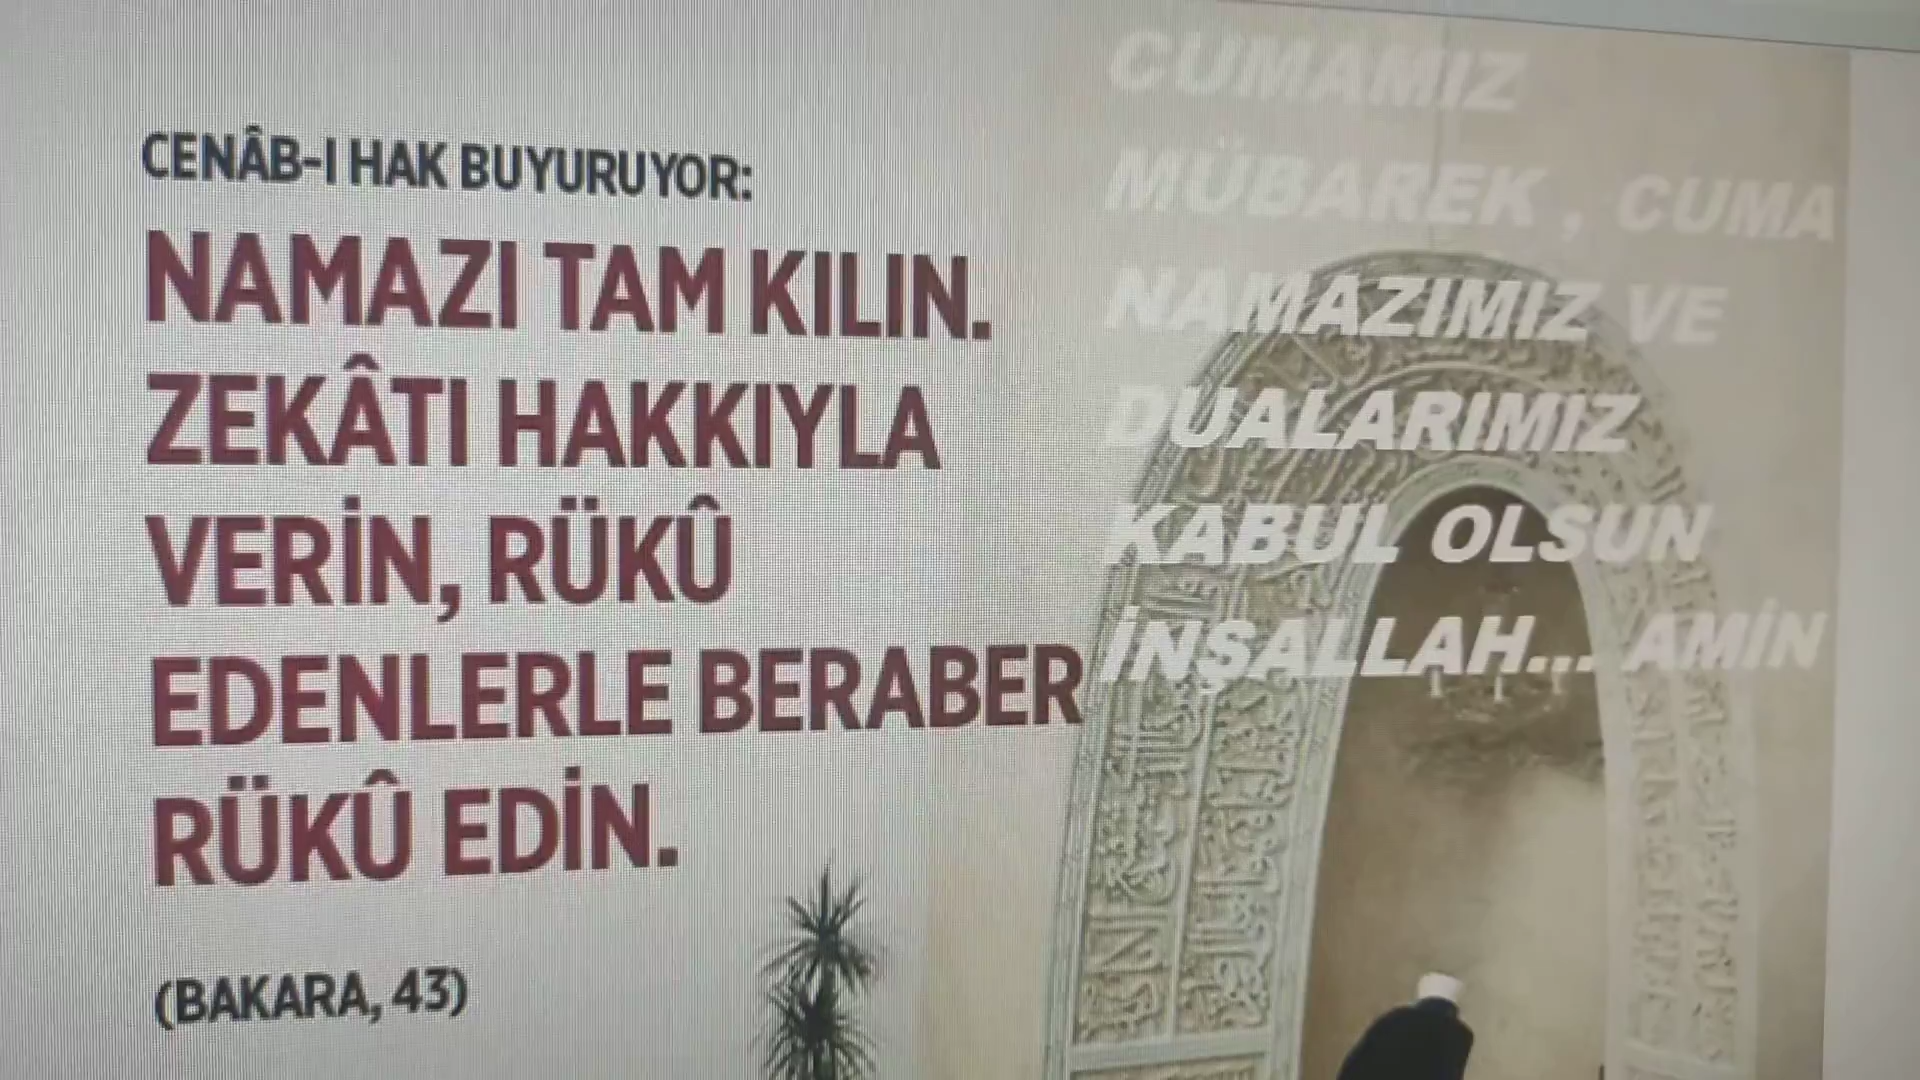 CENÂB-I HAK BUYURUYOR:
NAMAZI TAM KILIN.
ZEKÂTI HAKKIYLA
VERİN, RÜKÛ
EDENLERLE BERABER
RÜKÛ EDİN.
(BAKARA, 43)
CUMAMIZ
MÜBAREK , CUMA
NAMAZIMIZ VE
DUALARIMIZ
KABUL OLSUN
İNŞALLAH... AMİN